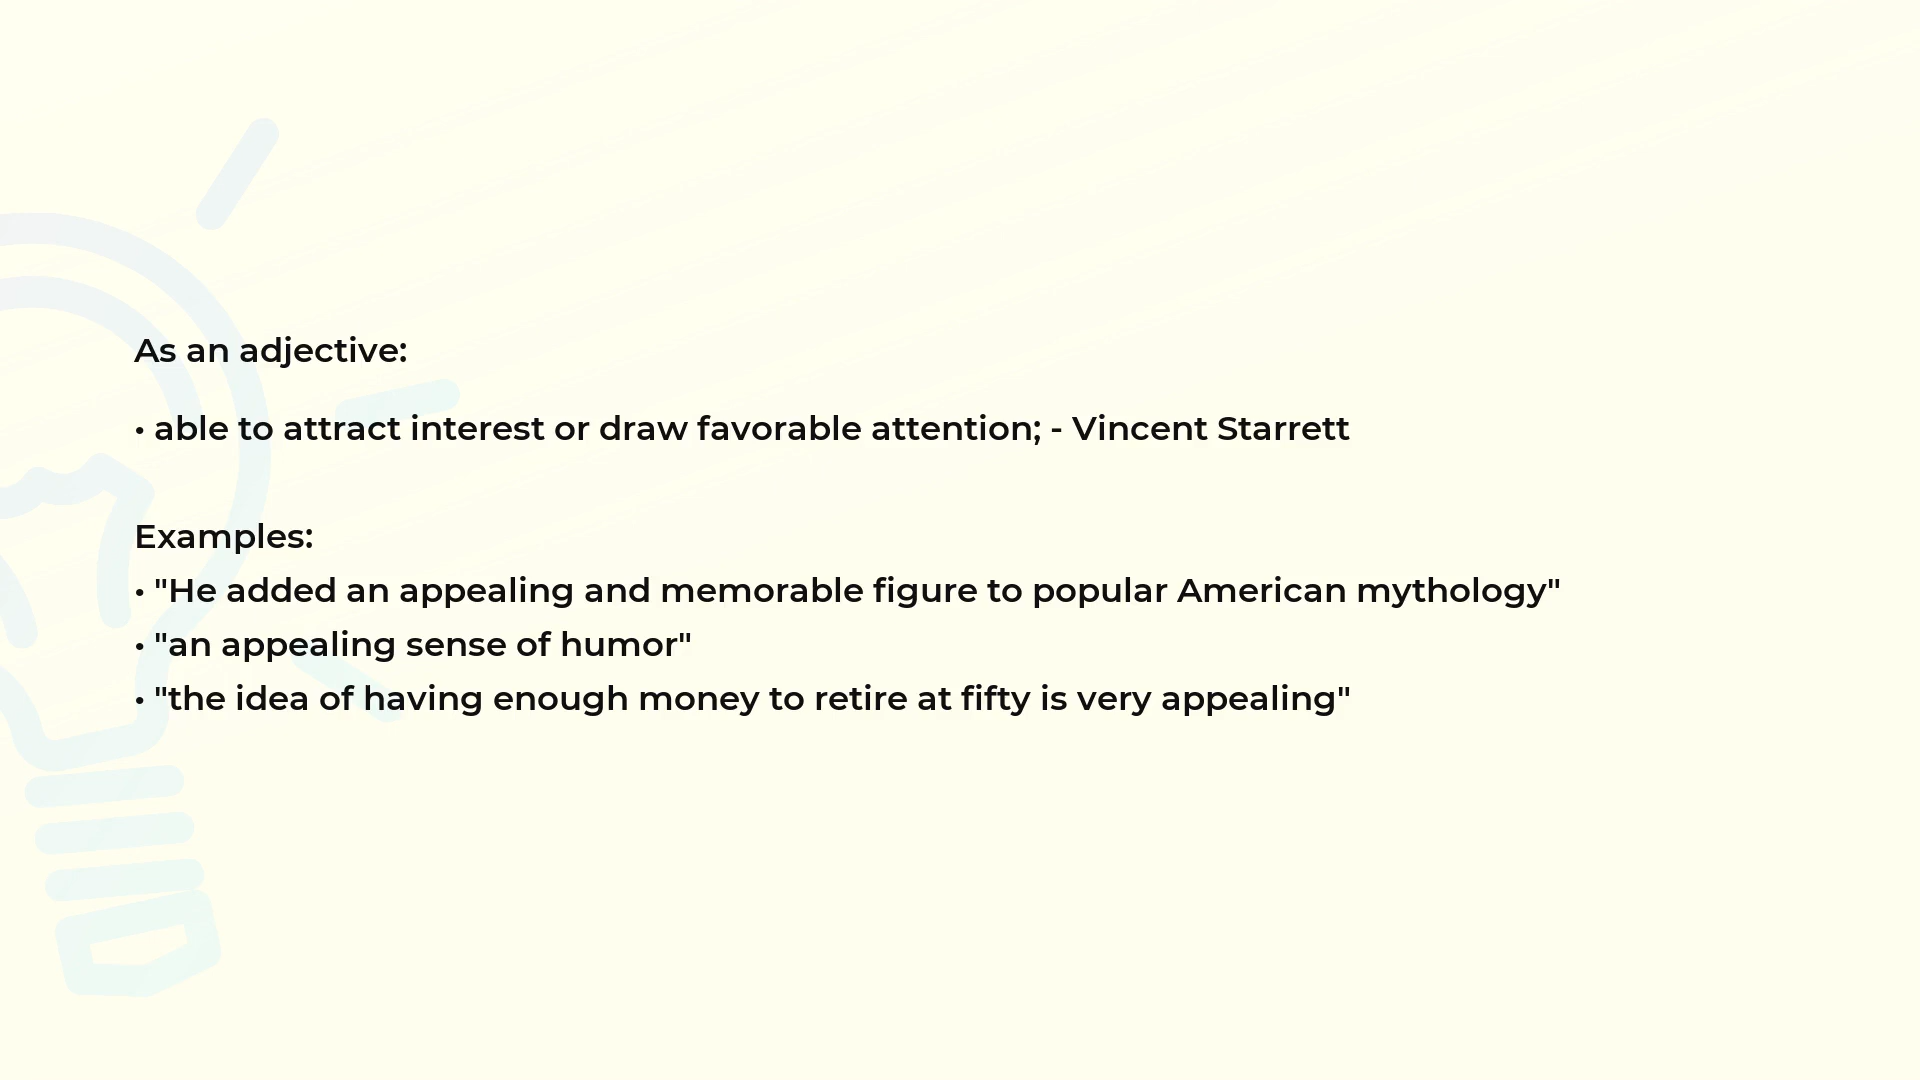 As an adjective:
• able to attract interest or draw favorable attention; - Vincent Starrett
Examples:
• "He added an appealing and memorable figure to popular American mythology"
• "an appealing sense of humor"
• "the idea of having enough money to retire at fifty is very appealing"